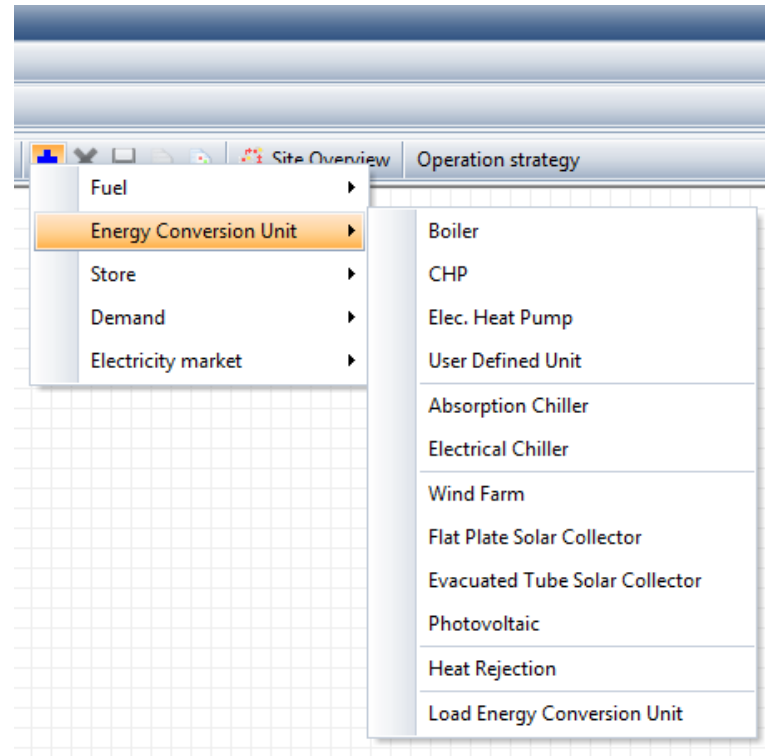 Site Overview
Operation strategy
Fuel
Energy Conversion Unit
Store
Demand
Electricity market
Boiler
CHP
Elec. Heat Pump
User Defined Unit
Absorption Chiller
Electrical Chiller
Wind Farm
Flat Plate Solar Collector
Evacuated Tube Solar Collector
Photovoltaic
Heat Rejection
Load Energy Conversion Unit